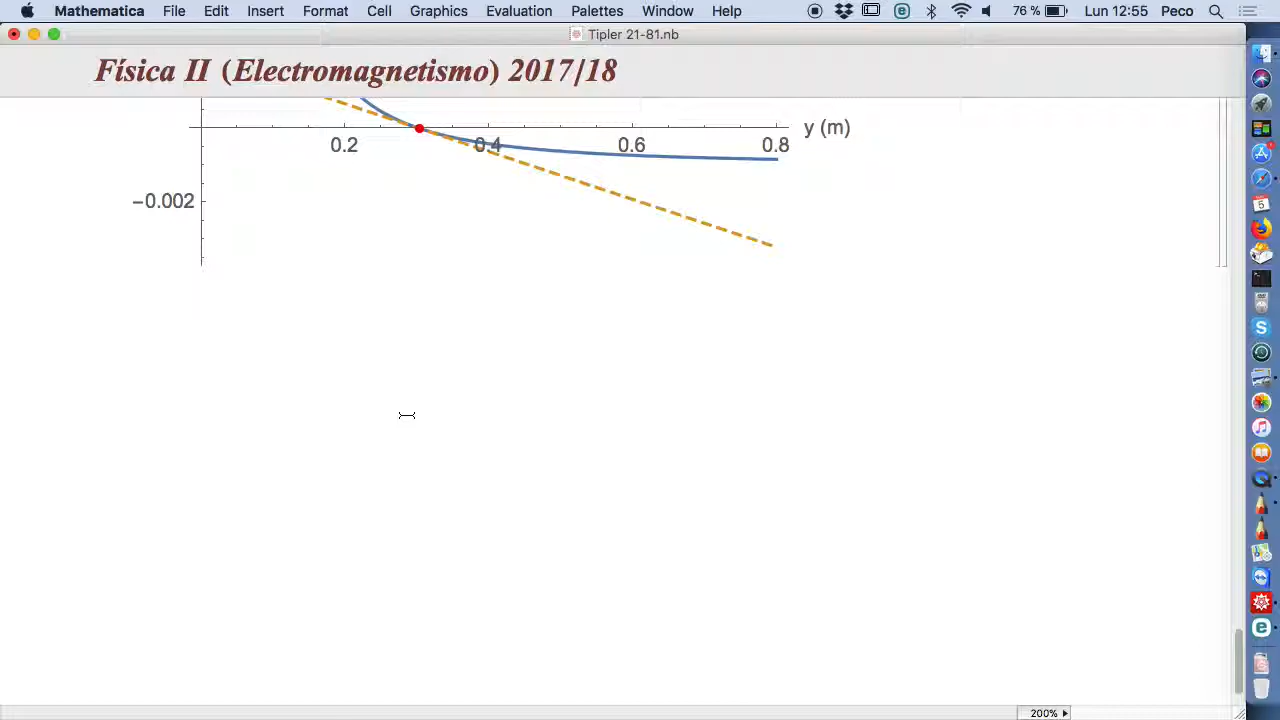 Mathematica File Edit Insert Format Cell Graphics Evaluation Palettes Window Help 76% Lun 12:55 Peco
Tipler 21-81.nb
Física II (Electromagnetismo) 2017/18
y (m)
0.2 0.4 0.6 0.8
−0.002
200%